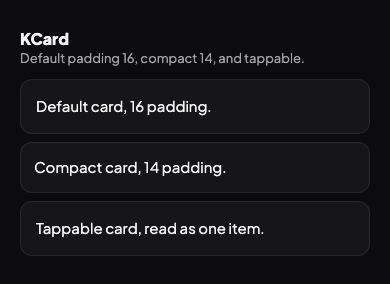 KCard
Default padding 16, compact 14, and tappable.
Default card, 16 padding.
Compact card, 14 padding.
Tappable card, read as one item.